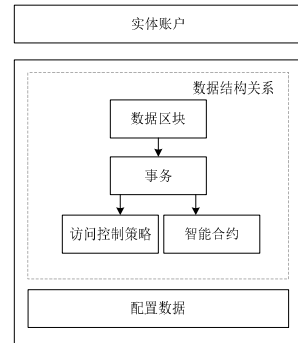 实体账户
数据结构关系
数据区块
事务
访问控制策略
智能合约
配置数据